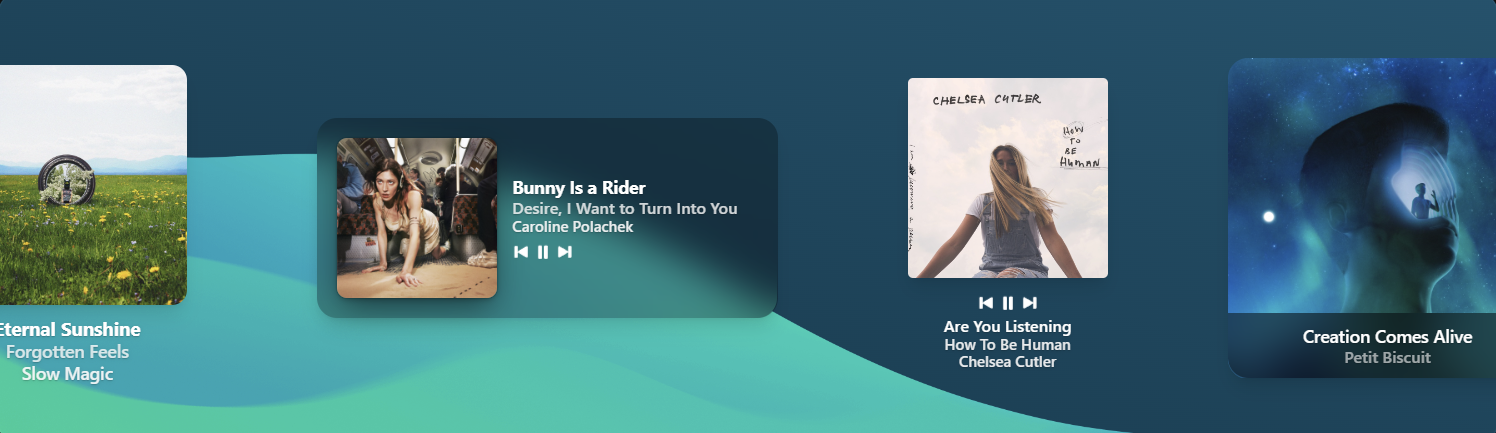 Eternal Sunshine
Forgotten Feels
Slow Magic
Bunny Is a Rider
Desire, I Want to Turn Into You
Caroline Polachek
CHELSEA CUTLER
HOW
TO
BE
HUMAN
Are You Listening
How To Be Human
Chelsea Cutler
Creation Comes Alive
Petit Biscuit